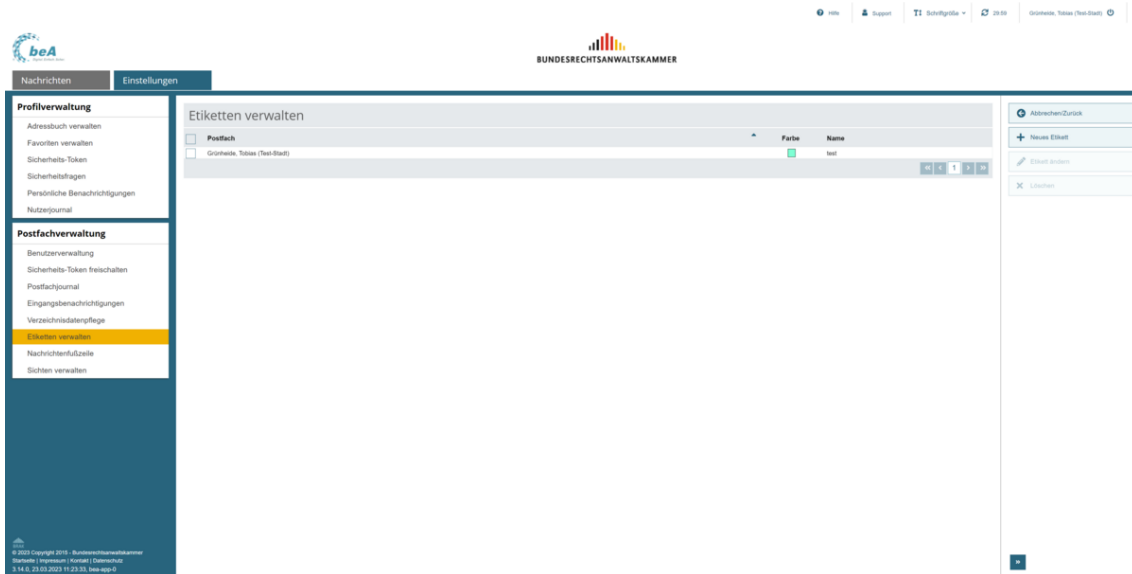 Hilfe
Support
Schriftgröße
Grünheide, Tobias (Test-Stadt)
beA
BUNDESRECHTSANWALTSKAMMER
Nachrichten
Einstellungen
Profilverwaltung
Adressbuch verwalten
Favoriten verwalten
Sicherheits-Token
Sicherheitsfragen
Persönliche Benachrichtigungen
Nutzerjournal
Postfachverwaltung
Benutzerverwaltung
Sicherheits-Token freischalten
Postfachjournal
Eingangsbenachrichtigungen
Verzeichnisdatenpflege
Etiketten verwalten
Nachrichtenfußzeile
Sichten verwalten
© 2023 Copyright 2015 - Bundesrechtsanwaltskammer
Startseite | Impressum | Kontakt | Datenschutz
3.14.0, 23.03.2023 11:23:33, bea-app-0
Etiketten verwalten
Postfach Farbe Name
Grünheide, Tobias (Test-Stadt) test
« < 1 > »
Abbrechen/Zurück
Neues Etikett
Etikett ändern
Löschen
»